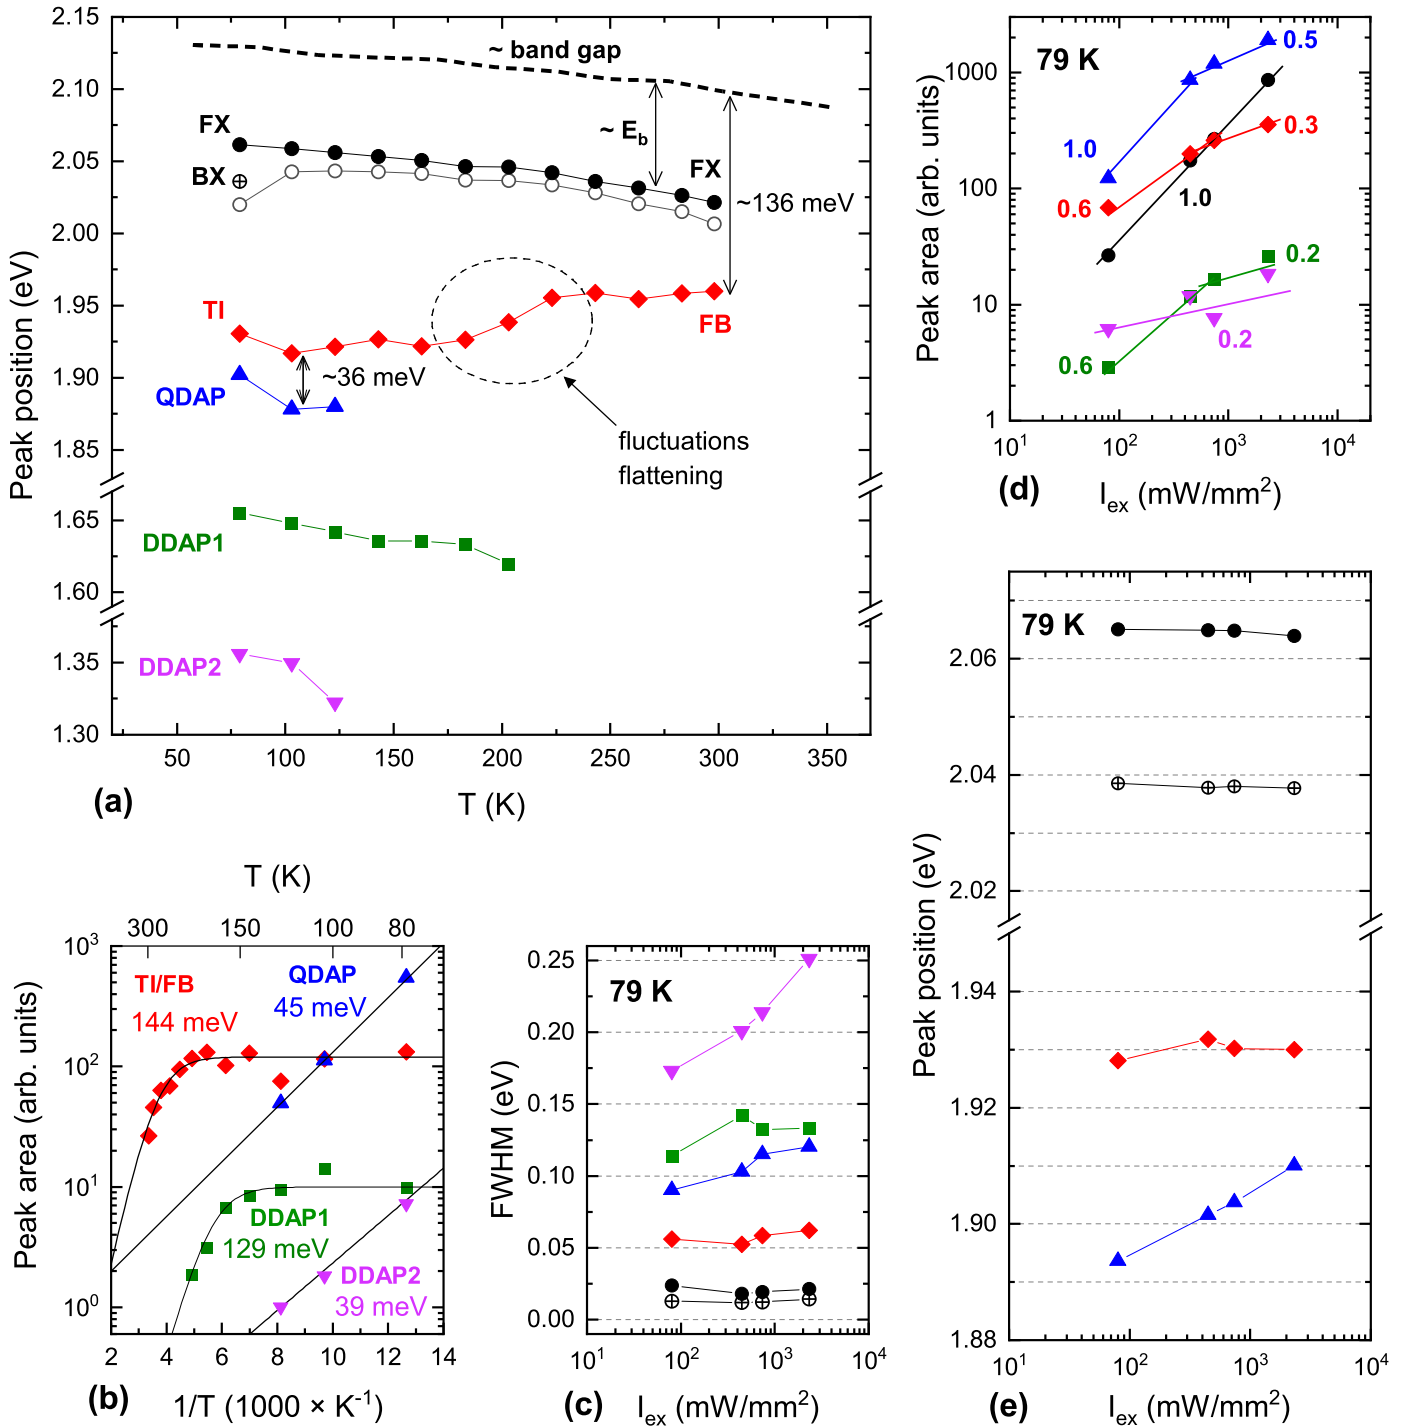 2.15
2.10
2.05
2.00
1.95
1.90
1.85
1.65
1.60
1.35
1.30
Peak position (eV)
~ band gap
FX
BX
~ E_b
FX
~136 meV
TI
FB
QDAP
~36 meV
fluctuations
flattening
DDAP1
DDAP2
50 100 150 200 250 300 350
(a)
T (K)
79 K
0.5
0.3
1.0
1.0
0.6
0.2
0.2
0.6
1000
100
10
1
Peak area (arb. units)
10^1 10^2 10^3 10^4
(d)
I_ex (mW/mm^2)
T (K)
300 150 100 80
10^3
10^2
10^1
10^0
Peak area (arb. units)
TI/FB
144 meV
QDAP
45 meV
DDAP1
129 meV
DDAP2
39 meV
2 4 6 8 10 12 14
(b)
1/T (1000 × K^-1)
79 K
0.25
0.20
0.15
0.10
0.05
0.00
FWHM (eV)
10^1 10^2 10^3 10^4
(c)
I_ex (mW/mm^2)
79 K
2.06
2.04
2.02
1.94
1.92
1.90
1.88
Peak position (eV)
10^1 10^2 10^3 10^4
(e)
I_ex (mW/mm^2)